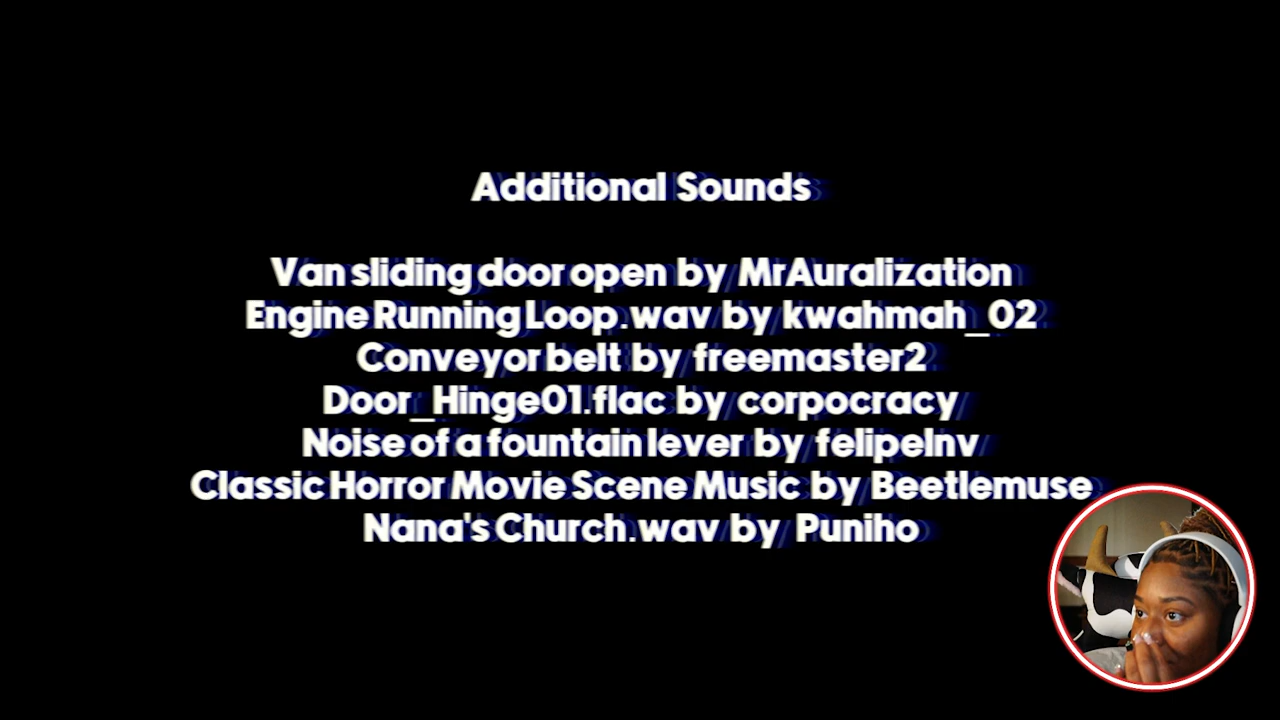 Additional Sounds
Van sliding door open by MrAuralization
Engine Running Loop.wav by kwahmah_02
Conveyor belt by freemaster2
Door_Hinge01.flac by corpocracy
Noise of a fountain lever by felipelnv
Classic Horror Movie Scene Music by Beetlemuse
Nana's Church.wav by Puniho